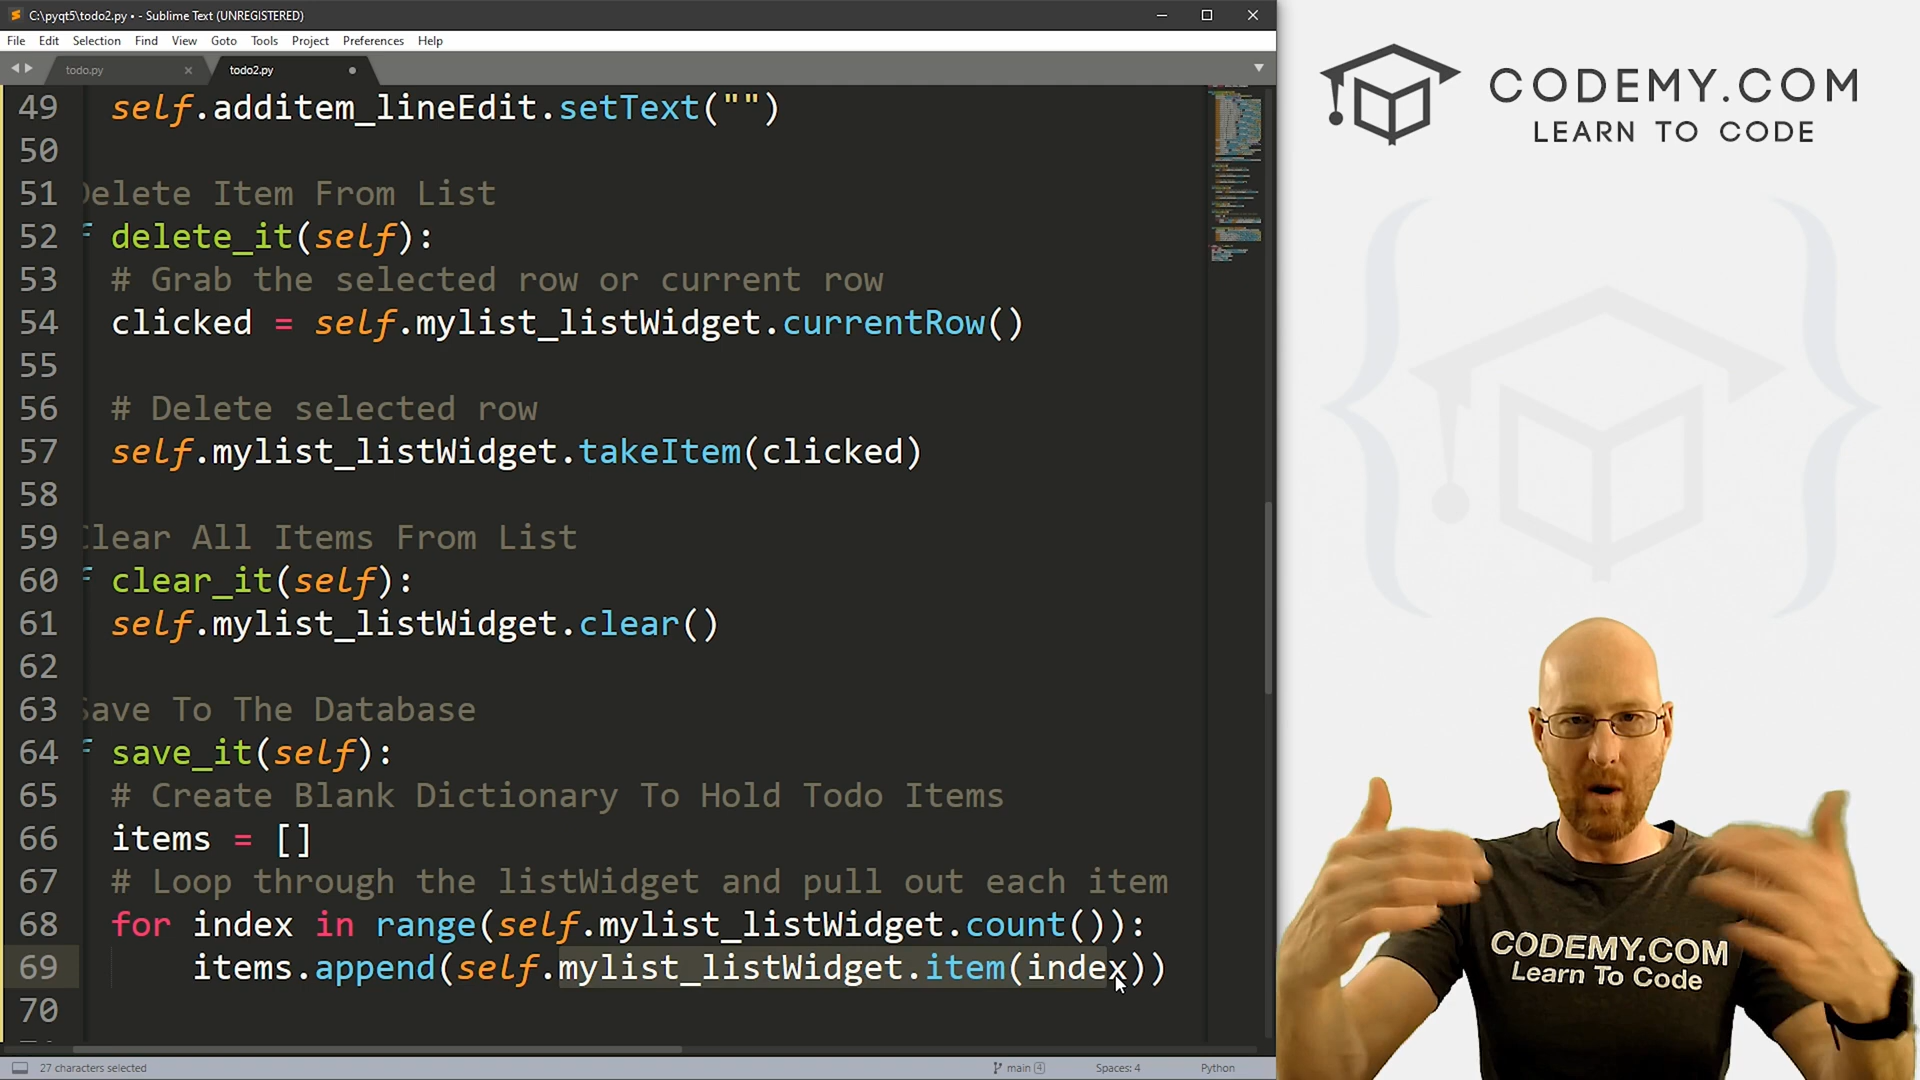 C:\pyqt5\todo2.py • - Sublime Text (UNREGISTERED)
File Edit Selection Find View Goto Tools Project Preferences Help
todo.py
todo2.py
49 self.additem_lineEdit.setText("")
50
51 Delete Item From List
52 f delete_it(self):
53 # Grab the selected row or current row
54 clicked = self.mylist_listWidget.currentRow()
55
56 # Delete selected row
57 self.mylist_listWidget.takeItem(clicked)
58
59 Clear All Items From List
60 f clear_it(self):
61 self.mylist_listWidget.clear()
62
63 Save To The Database
64 f save_it(self):
65 # Create Blank Dictionary To Hold Todo Items
66 items = []
67 # Loop through the listWidget and pull out each item
68 for index in range(self.mylist_listWidget.count()):
69 items.append(self.mylist_listWidget.item(index))
70
27 characters selected
main 4
Spaces: 4
Python
CODEMY.COM
LEARN TO CODE
CODEMY.COM
Learn To Code